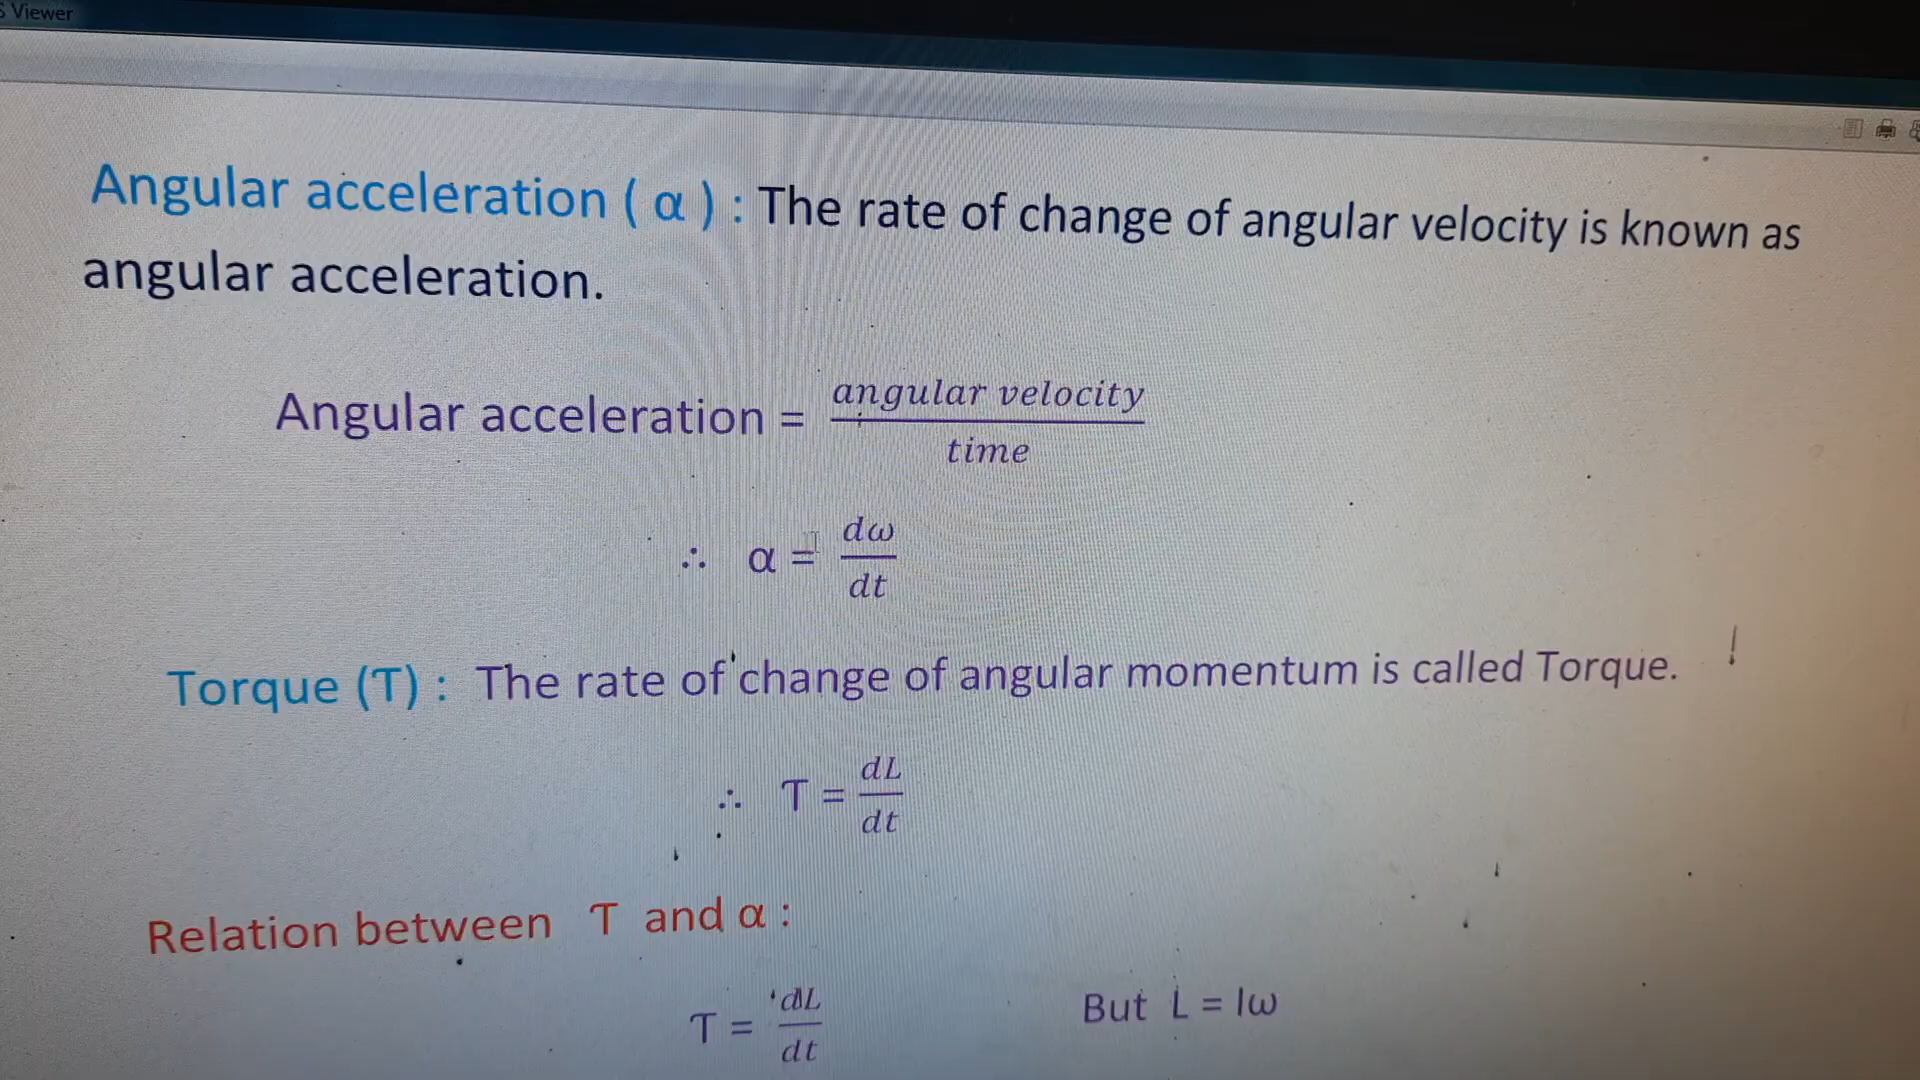 S Viewer
Angular acceleration ( α ) : The rate of change of angular velocity is known as
angular acceleration.
Angular acceleration = angular velocity / time
∴ α = dω / dt
Torque (T) : The rate of change of angular momentum is called Torque.
∴ T = dL / dt
Relation between T and α :
T = dL / dt But L = Iω